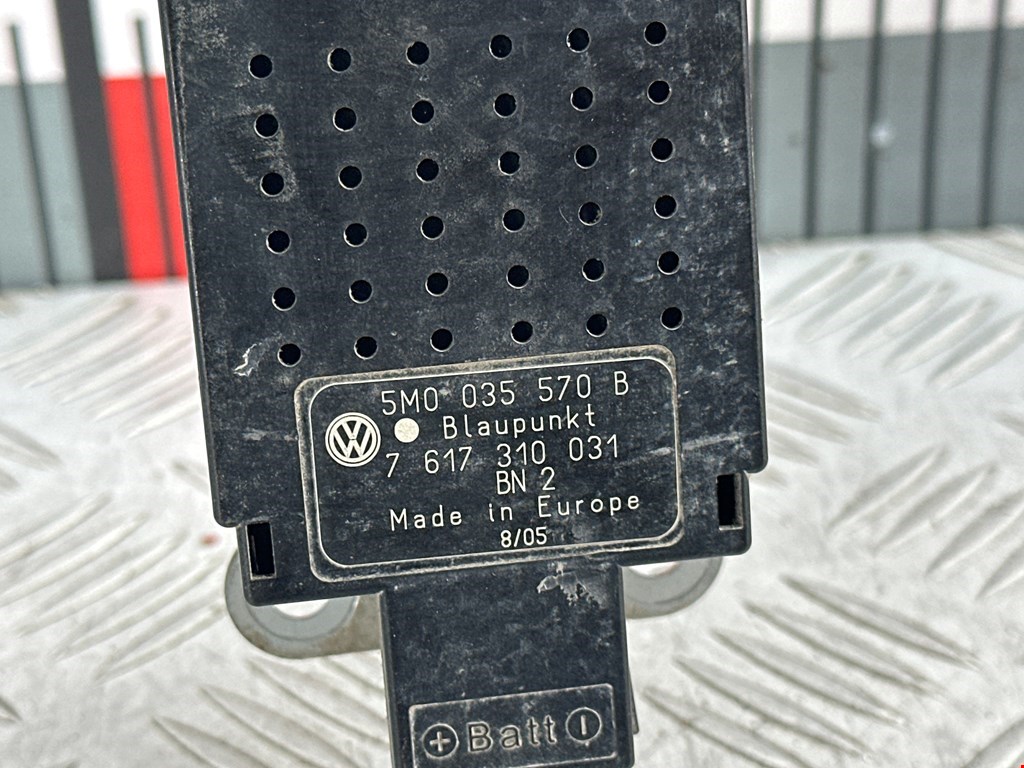 5M0 035 570 B
Blaupunkt
7 617 310 031
BN 2
Made in Europe
8/05
+ Batt -